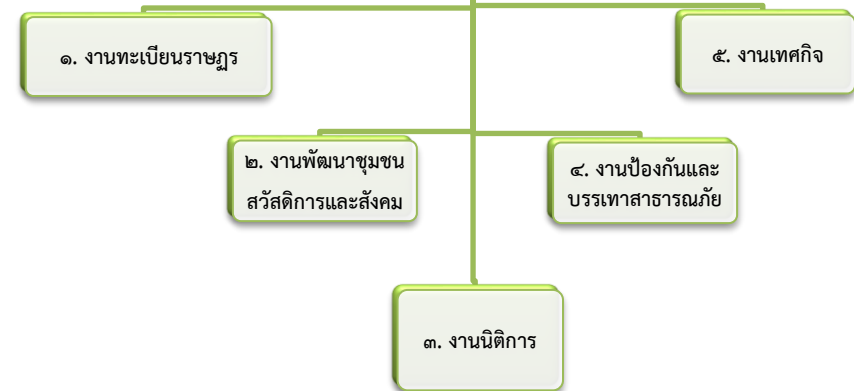 ๑. งานทะเบียนราษฎร
๕. งานเทศกิจ
๒. งานพัฒนาชุมชน
สวัสดิการและสังคม
๔. งานป้องกันและ
บรรเทาสาธารณภัย
๓. งานนิติการ